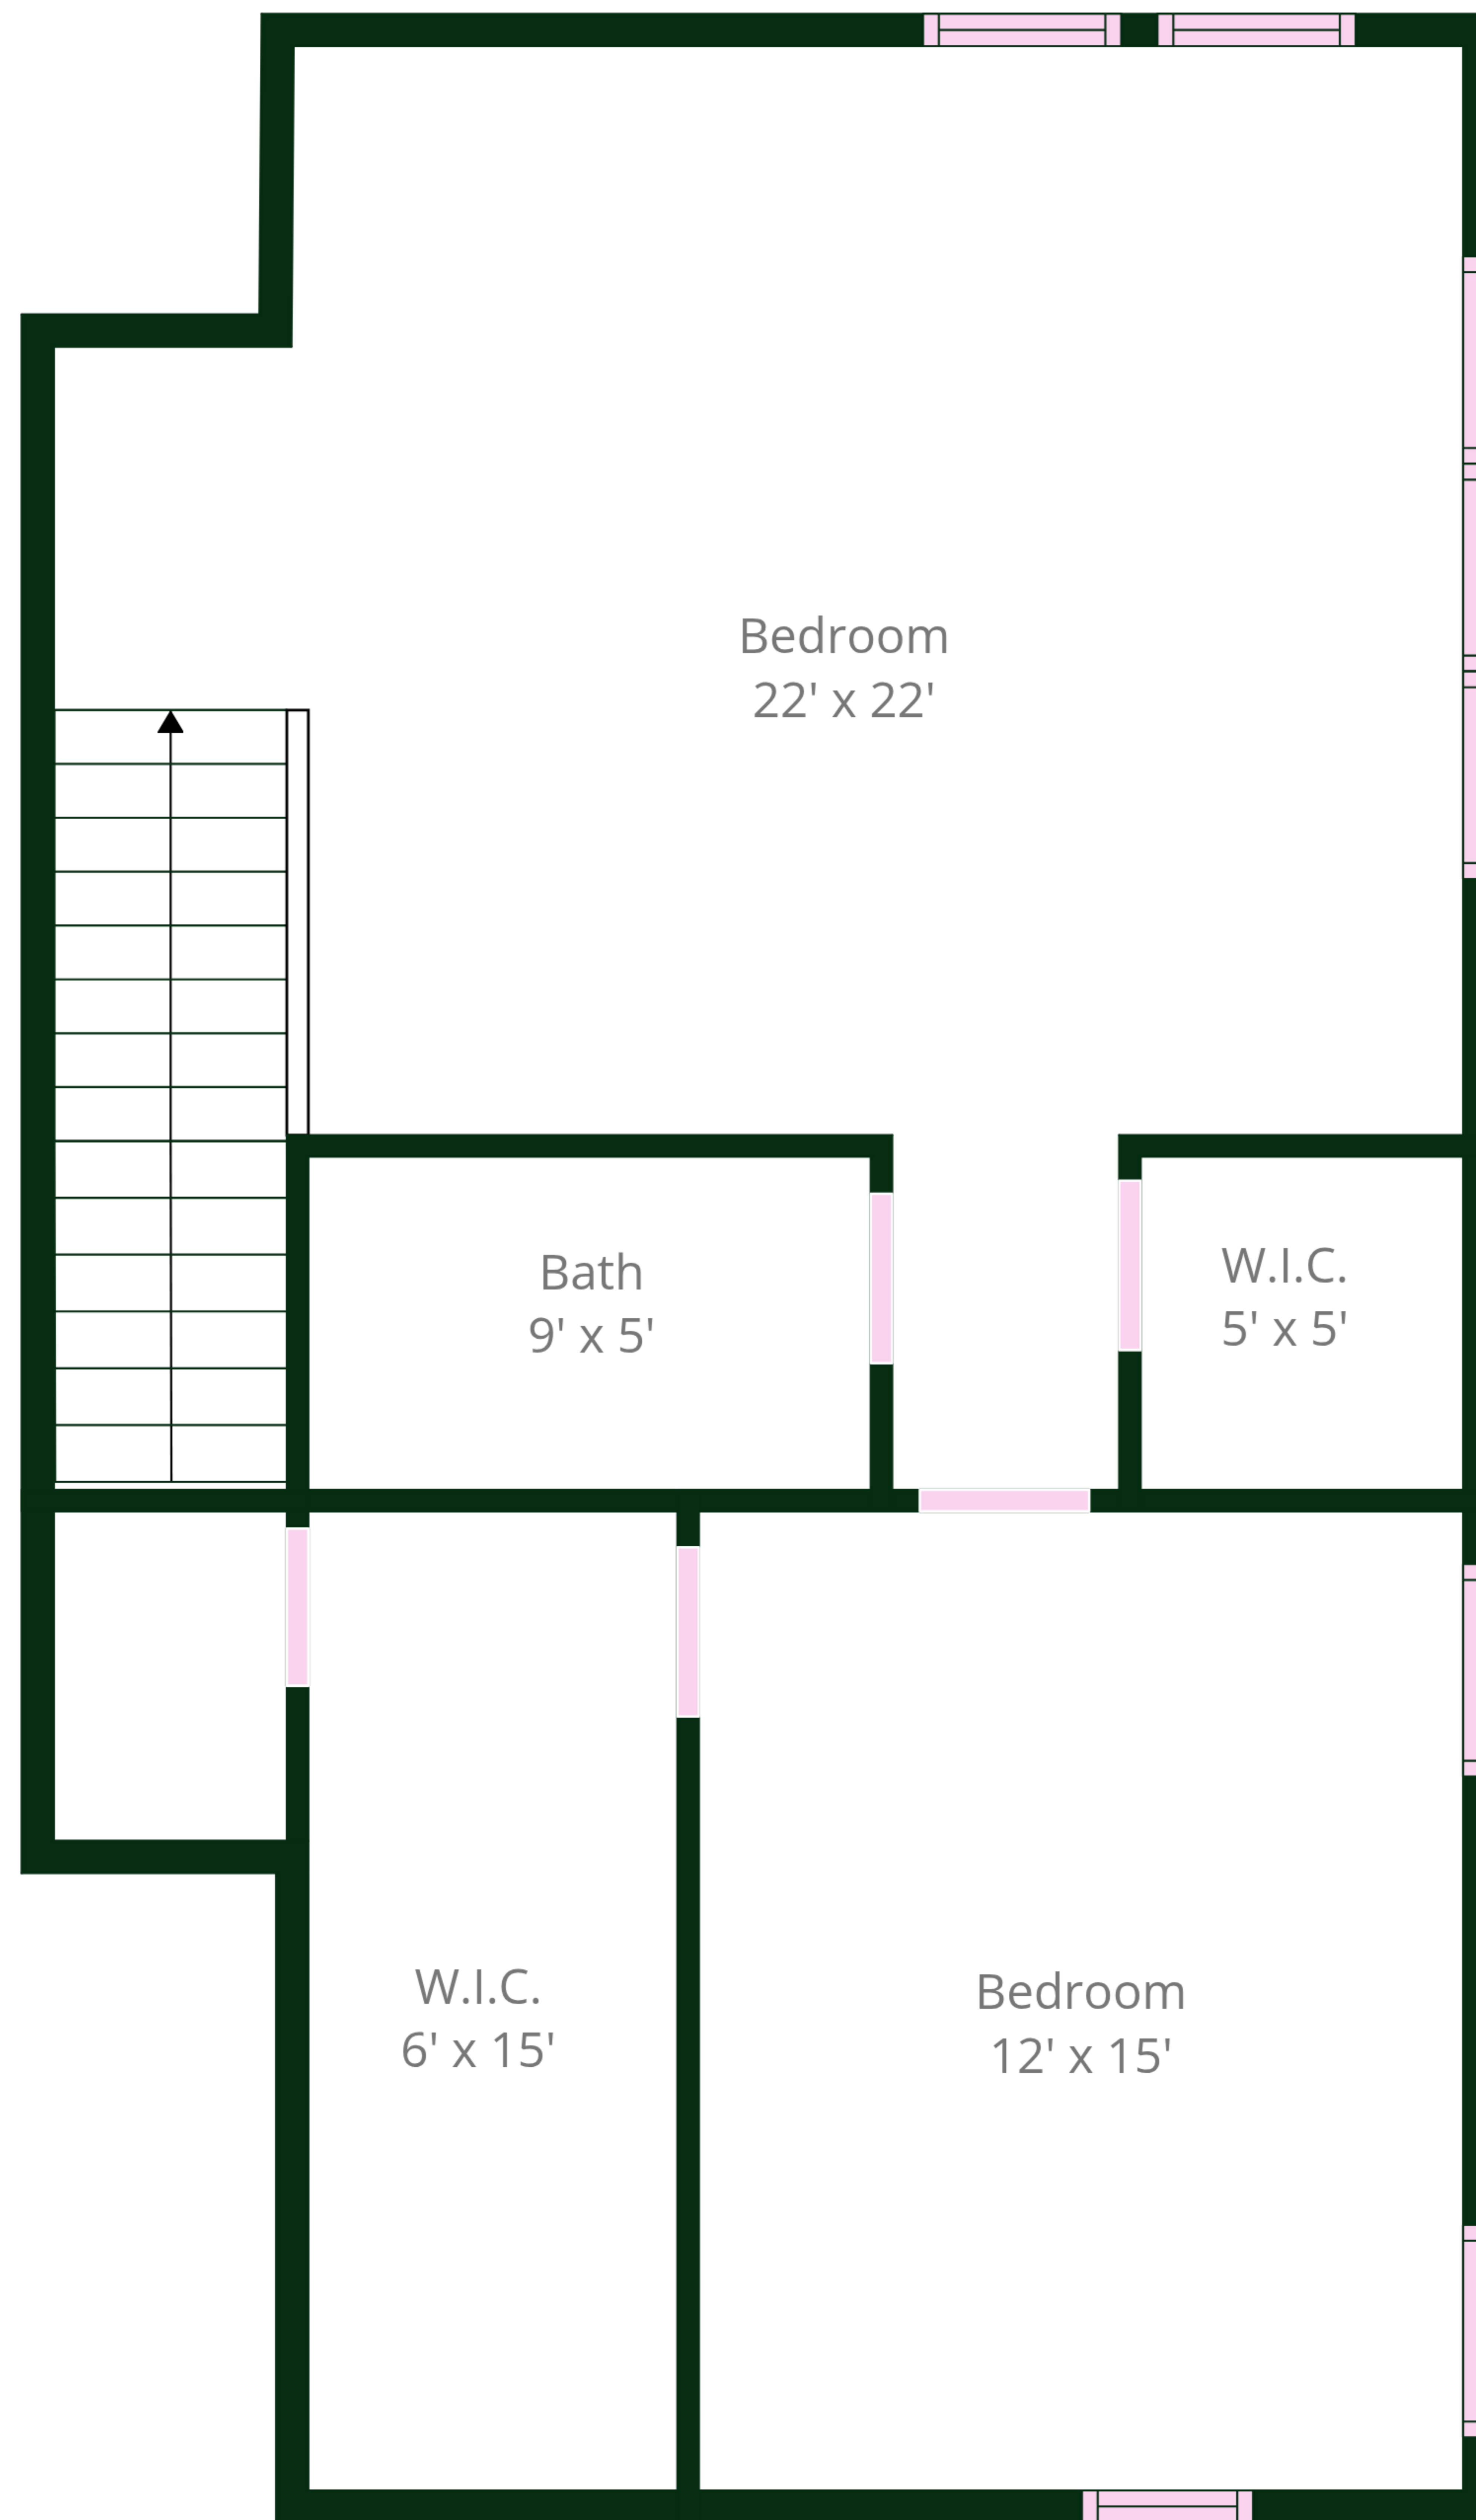 Bedroom
22' x 22'
Bath
9' x 5'
W.I.C.
5' x 5'
W.I.C.
6' x 15'
Bedroom
12' x 15'